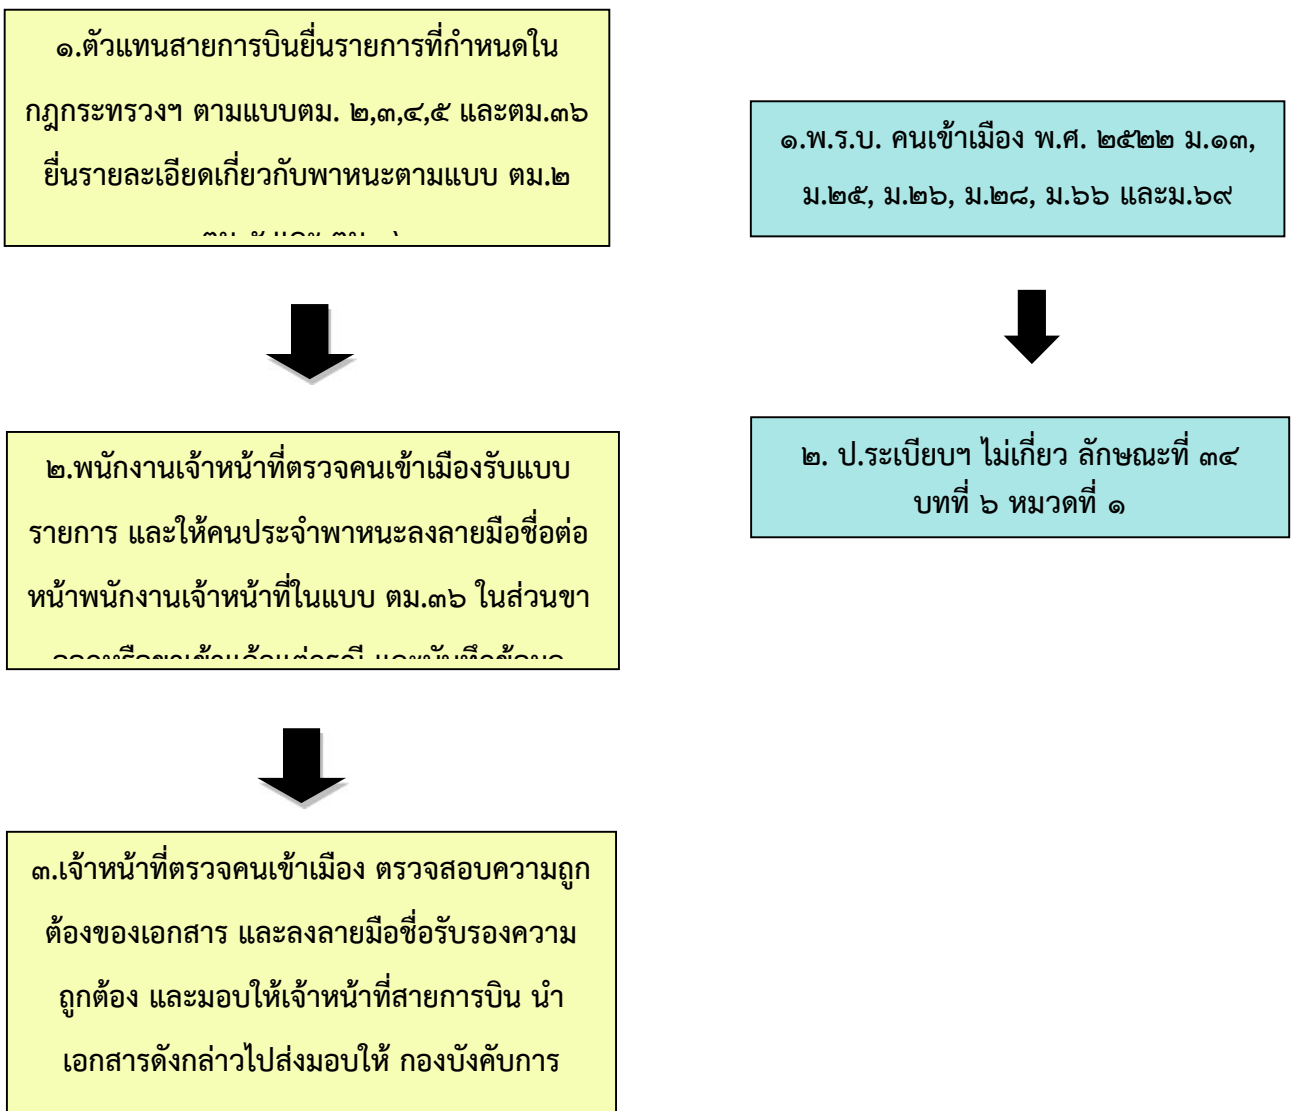 ๑.ตัวแทนสายการบินยื่นรายการที่กำหนดใน
กฎกระทรวงฯ ตามแบบตม. ๒,๓,๔,๕ และตม.๓๖
ยื่นรายละเอียดเกี่ยวกับพาหนะตามแบบ ตม.๒
๒.พนักงานเจ้าหน้าที่ตรวจคนเข้าเมืองรับแบบ
รายการ และให้คนประจำพาหนะลงลายมือชื่อต่อ
หน้าพนักงานเจ้าหน้าที่ในแบบ ตม.๓๖ ในส่วนขา
๓.เจ้าหน้าที่ตรวจคนเข้าเมือง ตรวจสอบความถูก
ต้องของเอกสาร และลงลายมือชื่อรับรองความ
ถูกต้อง และมอบให้เจ้าหน้าที่สายการบิน นำ
เอกสารดังกล่าวไปส่งมอบให้ กองบังคับการ
๑.พ.ร.บ. คนเข้าเมือง พ.ศ. ๒๕๒๒ ม.๑๓,
ม.๒๕, ม.๒๖, ม.๒๘, ม.๖๖ และม.๖๙
๒. ป.ระเบียบฯ ไม่เกี่ยว ลักษณะที่ ๓๔
บทที่ ๖ หมวดที่ ๑